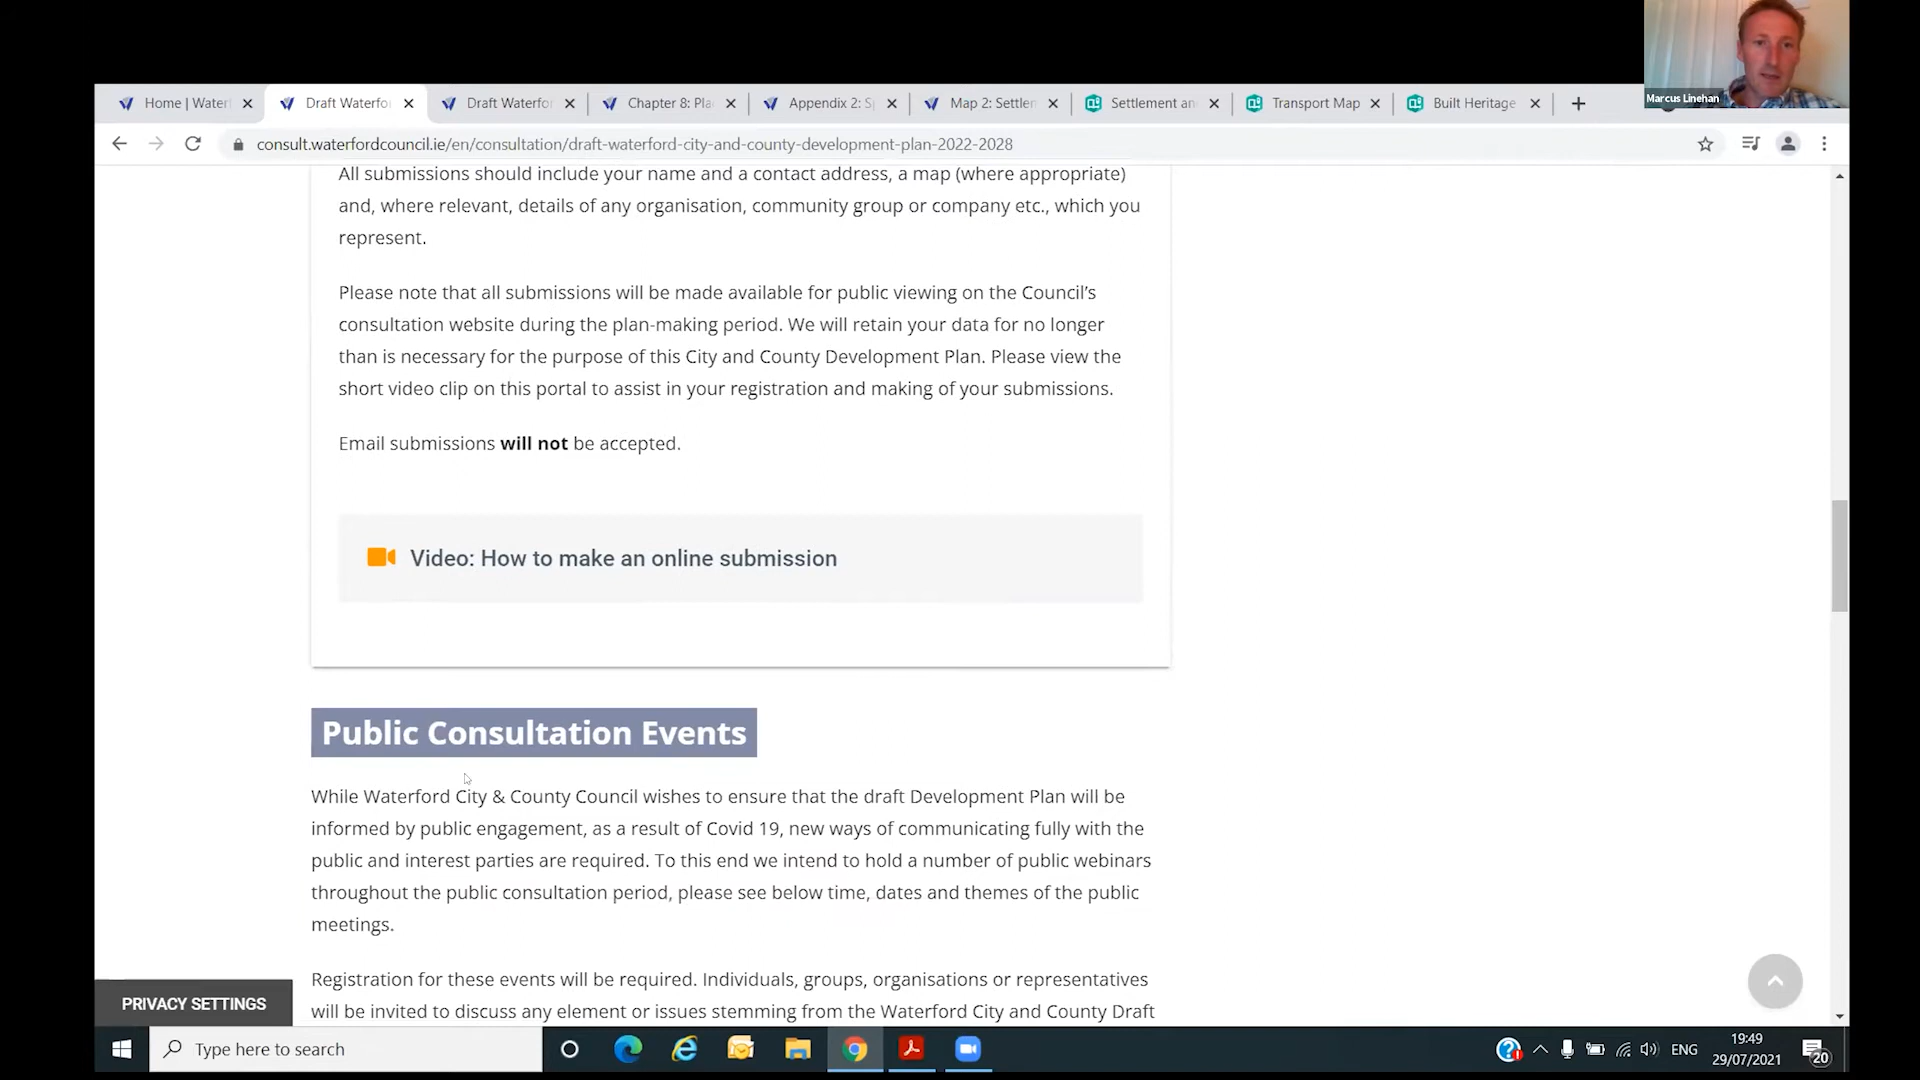 Marcus Linehan
Home | Water
Draft Waterfo
Draft Waterfor
Chapter 8: Pla
Appendix 2: S
Map 2: Settlem
Settlement an
Transport Map
Built Heritage
consult.waterfordcouncil.ie/en/consultation/draft-waterford-city-and-county-development-plan-2022-2028
All submissions should include your name and a contact address, a map (where appropriate)
and, where relevant, details of any organisation, community group or company etc., which you
represent.
Please note that all submissions will be made available for public viewing on the Council's
consultation website during the plan-making period. We will retain your data for no longer
than is necessary for the purpose of this City and County Development Plan. Please view the
short video clip on this portal to assist in your registration and making of your submissions.
Email submissions will not be accepted.
Video: How to make an online submission
Public Consultation Events
While Waterford City & County Council wishes to ensure that the draft Development Plan will be
informed by public engagement, as a result of Covid 19, new ways of communicating fully with the
public and interest parties are required. To this end we intend to hold a number of public webinars
throughout the public consultation period, please see below time, dates and themes of the public
meetings.
Registration for these events will be required. Individuals, groups, organisations or representatives
will be invited to discuss any element or issues stemming from the Waterford City and County Draft
PRIVACY SETTINGS
Type here to search
ENG
19:49
29/07/2021
20